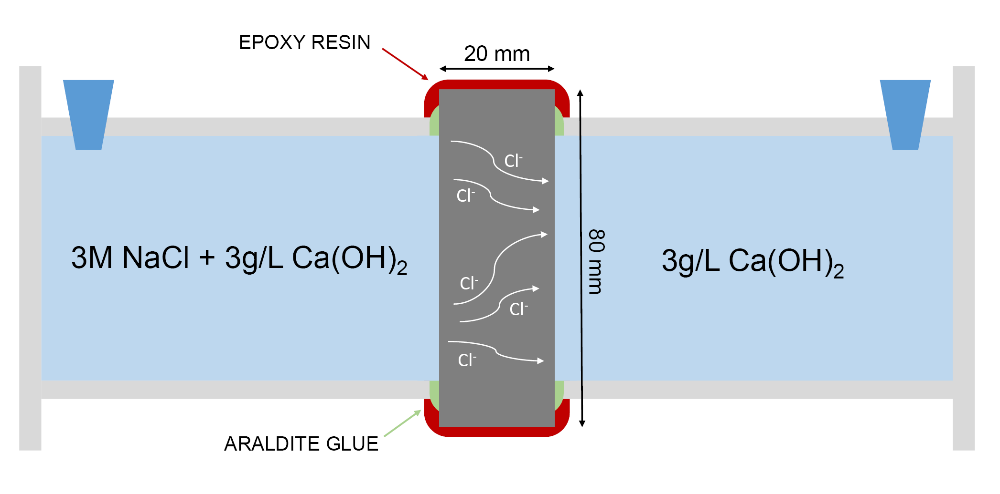 EPOXY RESIN
20 mm
Cl⁻
Cl⁻
80 mm
3M NaCl + 3g/L Ca(OH)₂
3g/L Ca(OH)₂
Cl⁻
Cl⁻
Cl⁻
ARALDITE GLUE